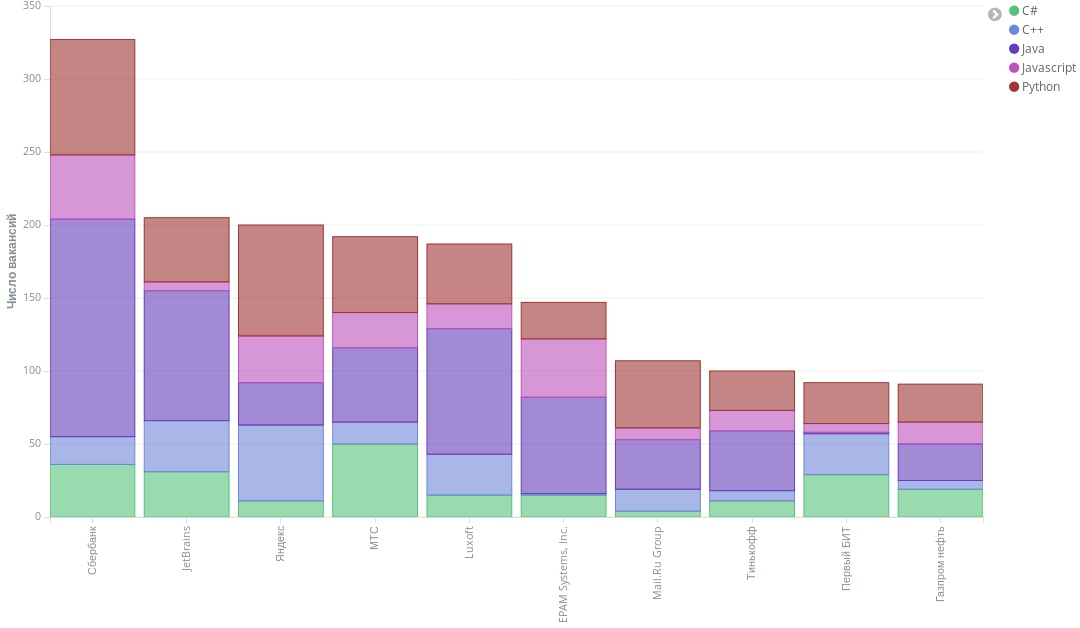 350
300
250
200
150
100
50
0
Число вакансий
Сбербанк
JetBrains
Яндекс
МТС
Luxoft
EPAM Systems, Inc.
Mail.Ru Group
Тинькофф
Первый БИТ
Газпром нефть
C#
C++
Java
Javascript
Python